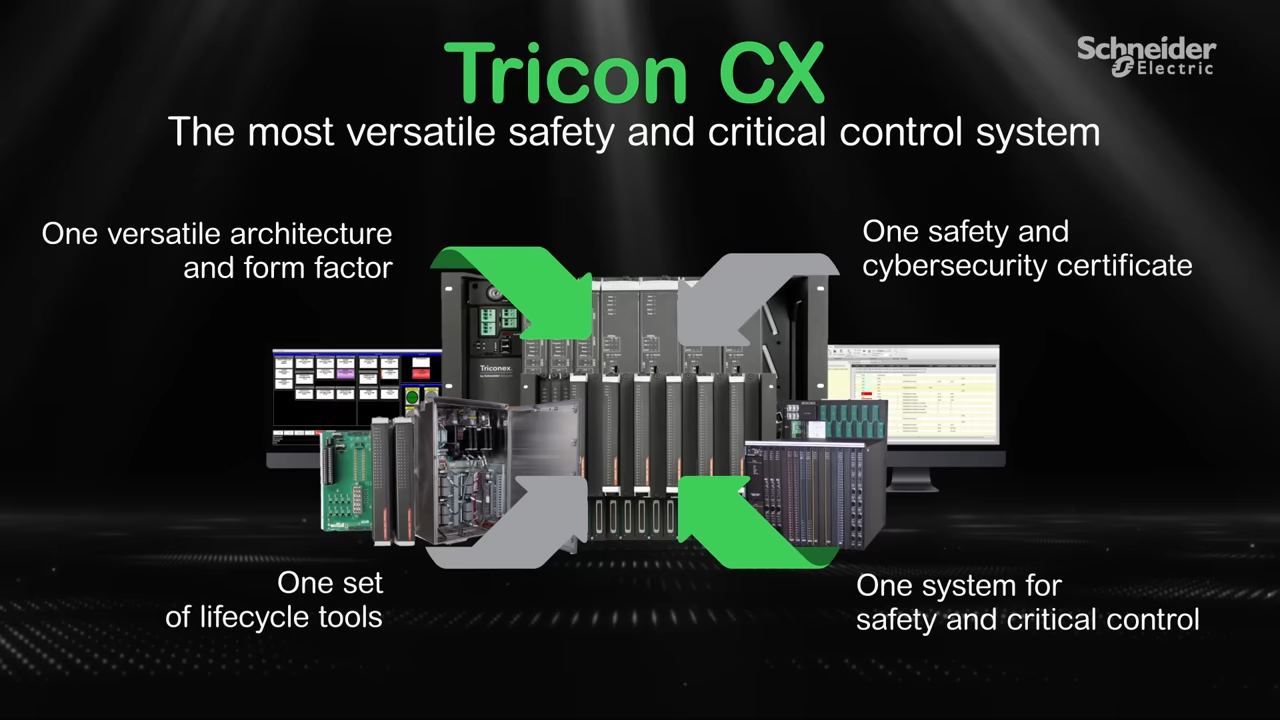 Tricon CX
Schneider
Electric
The most versatile safety and critical control system
One versatile architecture
and form factor
One safety and
cybersecurity certificate
Triconex
One set
of lifecycle tools
One system for
safety and critical control